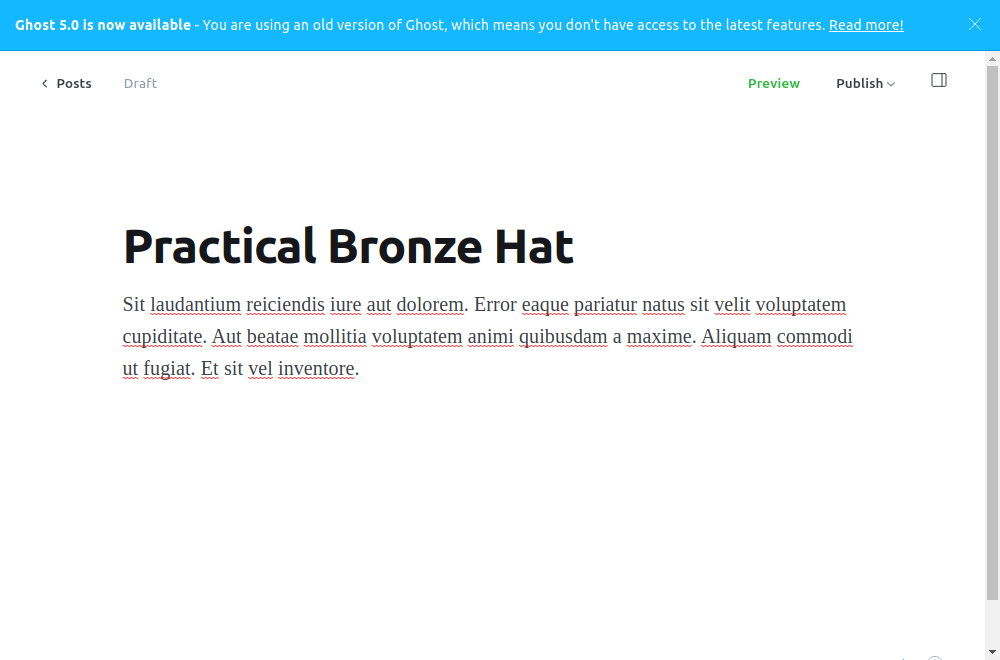 Ghost 5.0 is now available - You are using an old version of Ghost, which means you don't have access to the latest features. Read more!
Posts Draft Preview Publish
Practical Bronze Hat
Sit laudantium reiciendis iure aut dolorem. Error eaque pariatur natus sit velit voluptatem
cupiditate. Aut beatae mollitia voluptatem animi quibusdam a maxime. Aliquam commodi
ut fugiat. Et sit vel inventore.